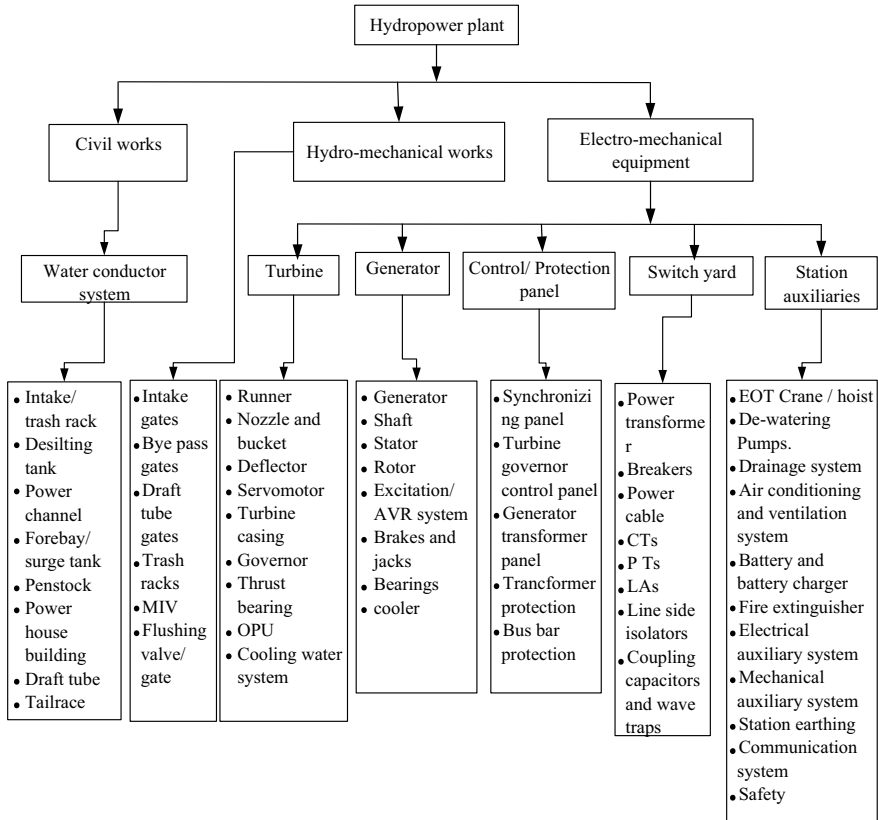 Hydropower plant
Civil works
Hydro-mechanical works
Electro-mechanical
equipment
Water conductor
system
Turbine
Generator
Control/ Protection
panel
Switch yard
Station
auxiliaries
• Intake/
trash rack
• Desilting
tank
• Power
channel
• Forebay/
surge tank
• Penstock
• Power
house
building
• Draft tube
• Tailrace
• Intake
gates
• Bye pass
gates
• Draft
tube
gates
• Trash
racks
• MIV
• Flushing
valve/
gate
• Runner
• Nozzle and
bucket
• Deflector
• Servomotor
• Turbine
casing
• Governor
• Thrust
bearing
• OPU
• Cooling water
system
• Generator
• Shaft
• Stator
• Rotor
• Excitation/
AVR system
• Brakes and
jacks
• Bearings
• cooler
• Synchronizi
ng panel
• Turbine
governor
control panel
• Generator
transformer
panel
• Trancformer
protection
• Bus bar
protection
• Power
transforme
r
• Breakers
• Power
cable
• CTs
• P Ts
• LAs
• Line side
isolators
• Coupling
capacitors
and wave
traps
• EOT Crane / hoist
• De-watering
Pumps.
• Drainage system
• Air conditioning
and ventilation
system
• Battery and
battery charger
• Fire extinguisher
• Electrical
auxiliary system
• Mechanical
auxiliary system
• Station earthing
• Communication
system
• Safety